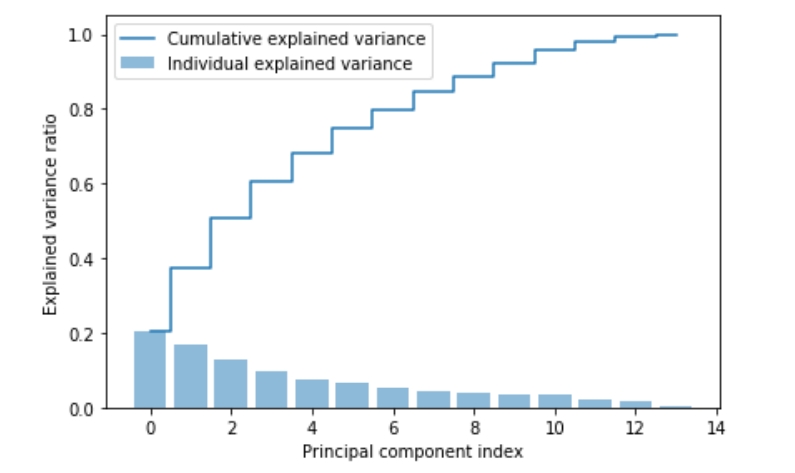 Cumulative explained variance
Individual explained variance
1.0
0.8
0.6
0.4
0.2
0.0
Explained variance ratio
0 2 4 6 8 10 12 14
Principal component index